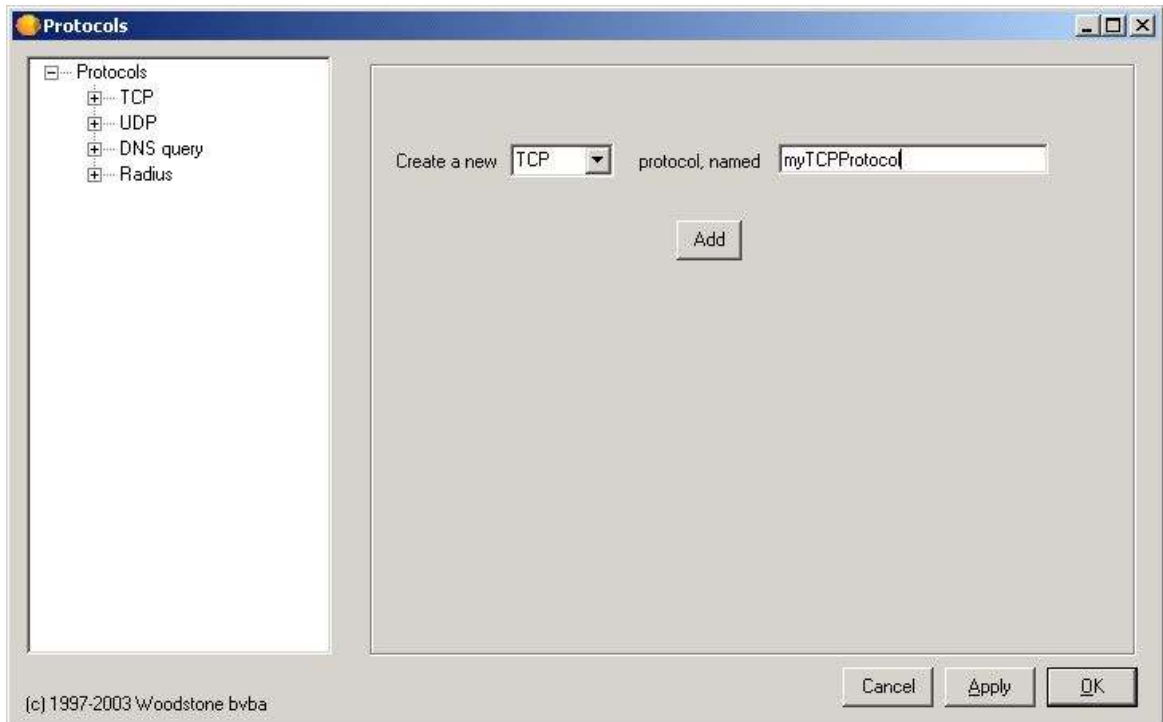 Protocols
Protocols
TCP
UDP
DNS query
Radius
Create a new TCP protocol, named myTCPProtocol
Add
Cancel Apply OK
(c) 1997-2003 Woodstone bvba